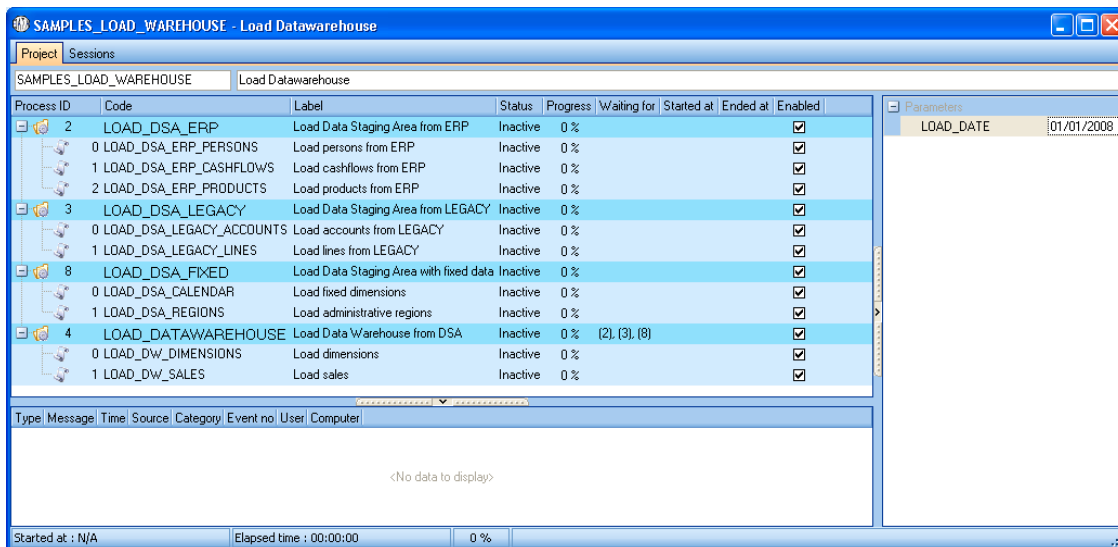 SAMPLES_LOAD_WAREHOUSE - Load Datawarehouse
Project Sessions
SAMPLES_LOAD_WAREHOUSE Load Datawarehouse
Process ID Code Label Status Progress Waiting for Started at Ended at Enabled Parameters
2 LOAD_DSA_ERP Load Data Staging Area from ERP Inactive 0 % LOAD_DATE 01/01/2008
0 LOAD_DSA_ERP_PERSONS Load persons from ERP Inactive 0 %
1 LOAD_DSA_ERP_CASHFLOWS Load cashflows from ERP Inactive 0 %
2 LOAD_DSA_ERP_PRODUCTS Load products from ERP Inactive 0 %
3 LOAD_DSA_LEGACY Load Data Staging Area from LEGACY Inactive 0 %
0 LOAD_DSA_LEGACY_ACCOUNTS Load accounts from LEGACY Inactive 0 %
1 LOAD_DSA_LEGACY_LINES Load lines from LEGACY Inactive 0 %
8 LOAD_DSA_FIXED Load Data Staging Area with fixed data Inactive 0 %
0 LOAD_DSA_CALENDAR Load fixed dimensions Inactive 0 %
1 LOAD_DSA_REGIONS Load administrative regions Inactive 0 %
4 LOAD_DATAWAREHOUSE Load Data Warehouse from DSA Inactive 0 % (2), (3), (8)
0 LOAD_DW_DIMENSIONS Load dimensions Inactive 0 %
1 LOAD_DW_SALES Load sales Inactive 0 %
Type Message Time Source Category Event no User Computer
<No data to display>
Started at : N/A Elapsed time : 00:00:00 0 %